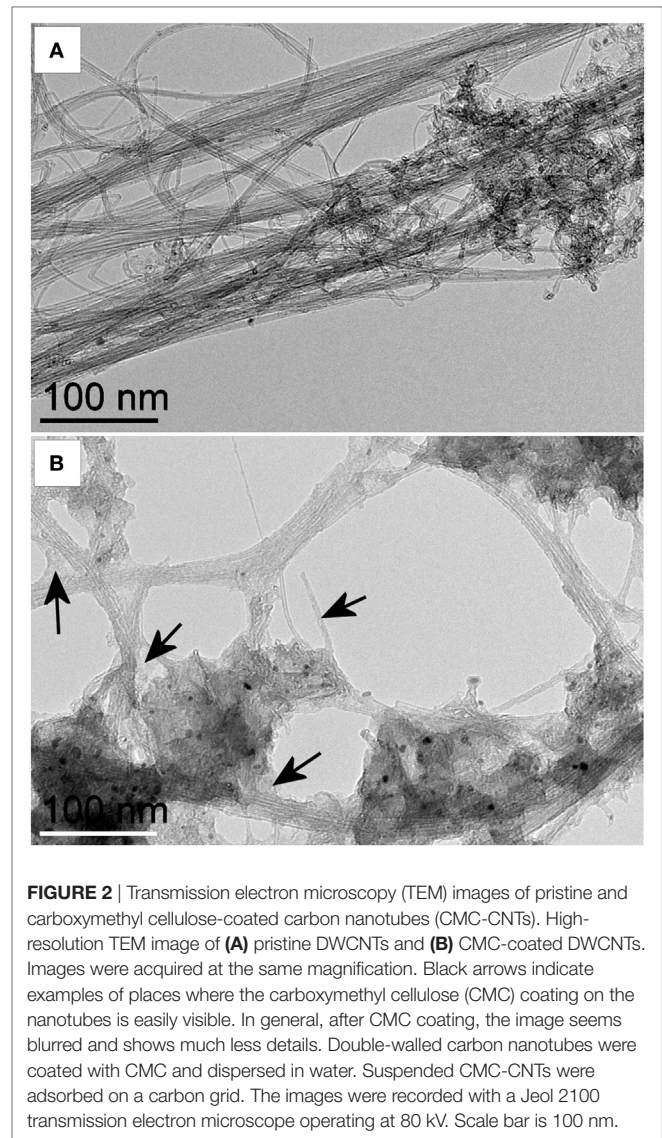 A
100 nm
B
100 nm
FIGURE 2 | Transmission electron microscopy (TEM) images of pristine and
carboxymethyl cellulose-coated carbon nanotubes (CMC-CNTs). High-
resolution TEM image of (A) pristine DWCNTs and (B) CMC-coated DWCNTs.
Images were acquired at the same magnification. Black arrows indicate
examples of places where the carboxymethyl cellulose (CMC) coating on the
nanotubes is easily visible. In general, after CMC coating, the image seems
blurred and shows much less details. Double-walled carbon nanotubes were
coated with CMC and dispersed in water. Suspended CMC-CNTs were
adsorbed on a carbon grid. The images were recorded with a Jeol 2100
transmission electron microscope operating at 80 kV. Scale bar is 100 nm.